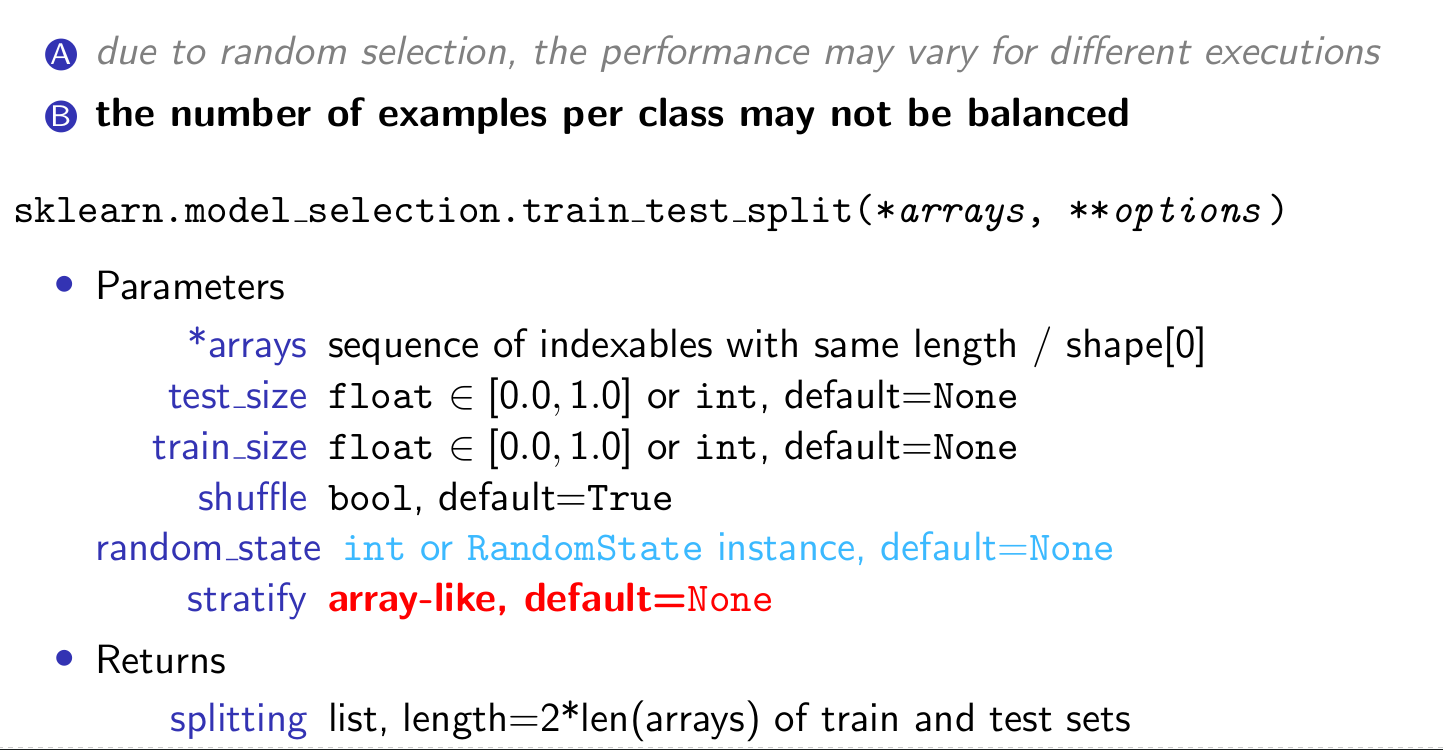 A due to random selection, the performance may vary for different executions
B the number of examples per class may not be balanced
sklearn.model_selection.train_test_split(*arrays, **options)
• Parameters
*arrays sequence of indexables with same length / shape[0]
test_size float ∈ [0.0, 1.0] or int, default=None
train_size float ∈ [0.0, 1.0] or int, default=None
shuffle bool, default=True
random_state int or RandomState instance, default=None
stratify array-like, default=None
• Returns
splitting list, length=2*len(arrays) of train and test sets